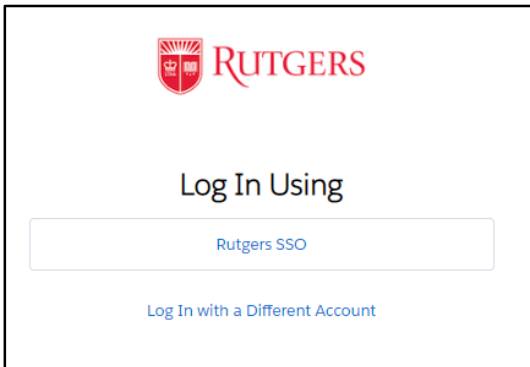 RUTGERS
Log In Using
Rutgers SSO
Log In with a Different Account